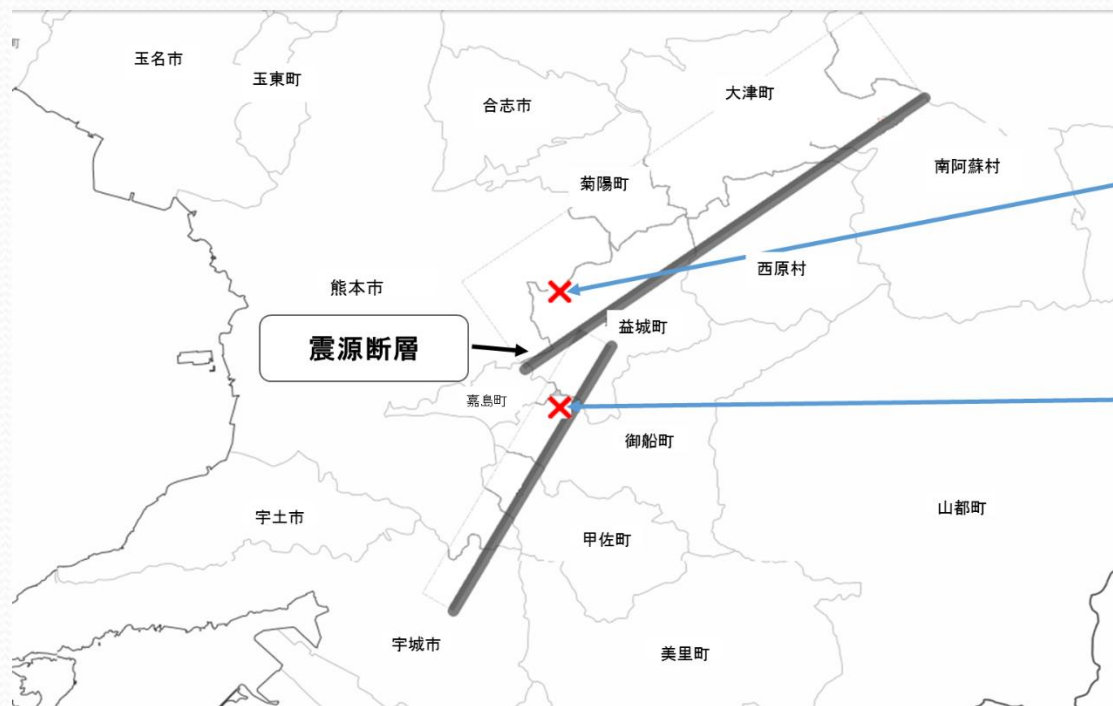 町
玉名市
玉東町
合志市
大津町
菊陽町
南阿蘇村
西原村
熊本市
益城町
震源断層
嘉島町
御船町
宇土市
甲佐町
山都町
宇城市
美里町